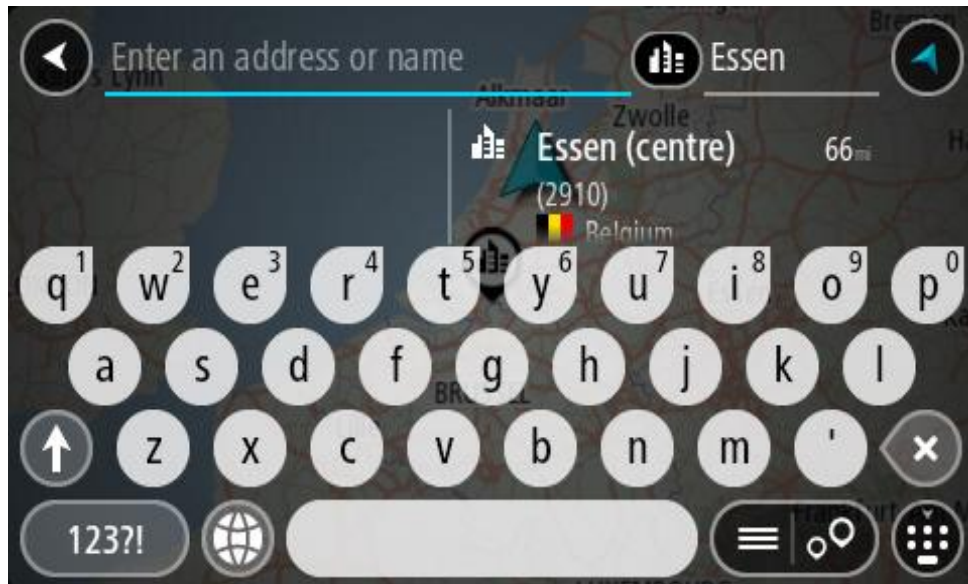 Enter an address or name
Essen
Alkmaar
Zwolle
Essen (centre)
66mi
(2910)
Belgium
q1 w2 e3 r4 t5 y6 u7 i8 o9 p0
a s d f g h j k l
z x c v b n m '
123?!